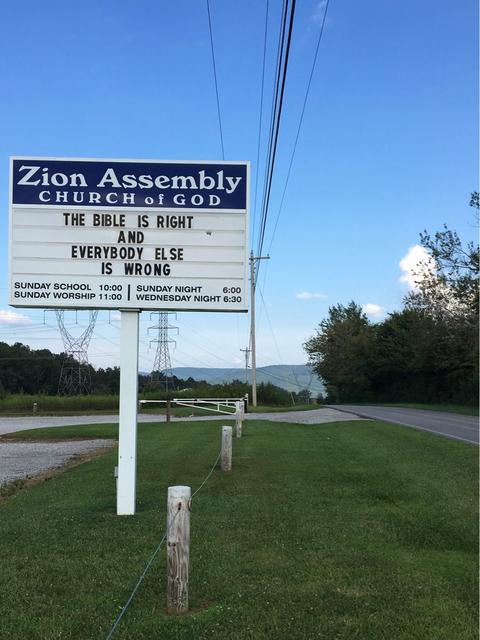 Zion Assembly
CHURCH of GOD
THE BIBLE IS RIGHT
AND
EVERYBODY ELSE
IS WRONG
SUNDAY SCHOOL 10:00
SUNDAY WORSHIP 11:00
SUNDAY NIGHT 6:00
WEDNESDAY NIGHT 6:30